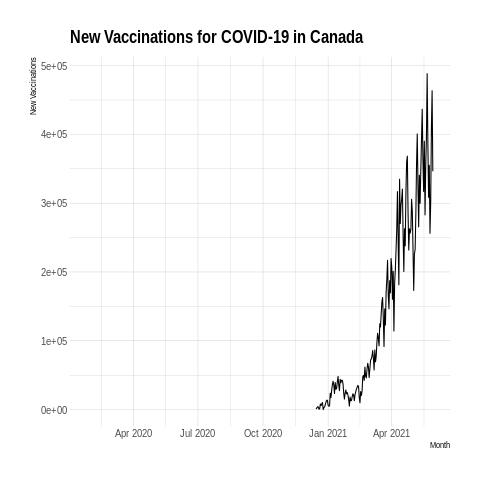 New Vaccinations for COVID-19 in Canada
New Vaccinations
5e+05
4e+05
3e+05
2e+05
1e+05
0e+00
Apr 2020 Jul 2020 Oct 2020 Jan 2021 Apr 2021
Month